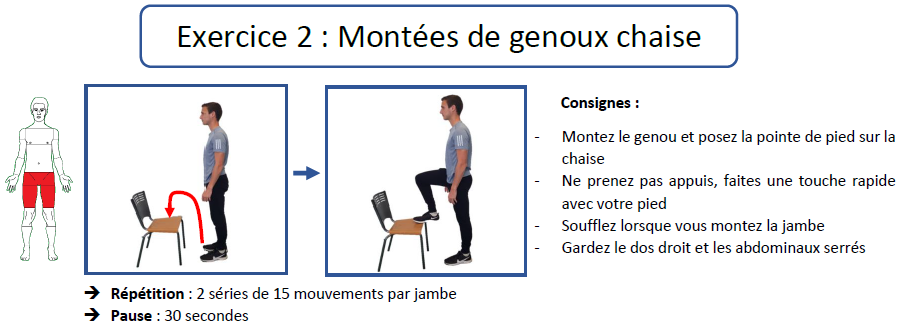 Exercice 2 : Montées de genoux chaise
Consignes :
- Montez le genou et posez la pointe de pied sur la
chaise
- Ne prenez pas appuis, faites une touche rapide
avec votre pied
- Soufflez lorsque vous montez la jambe
- Gardez le dos droit et les abdominaux serrés
➔ Répétition : 2 séries de 15 mouvements par jambe
➔ Pause : 30 secondes